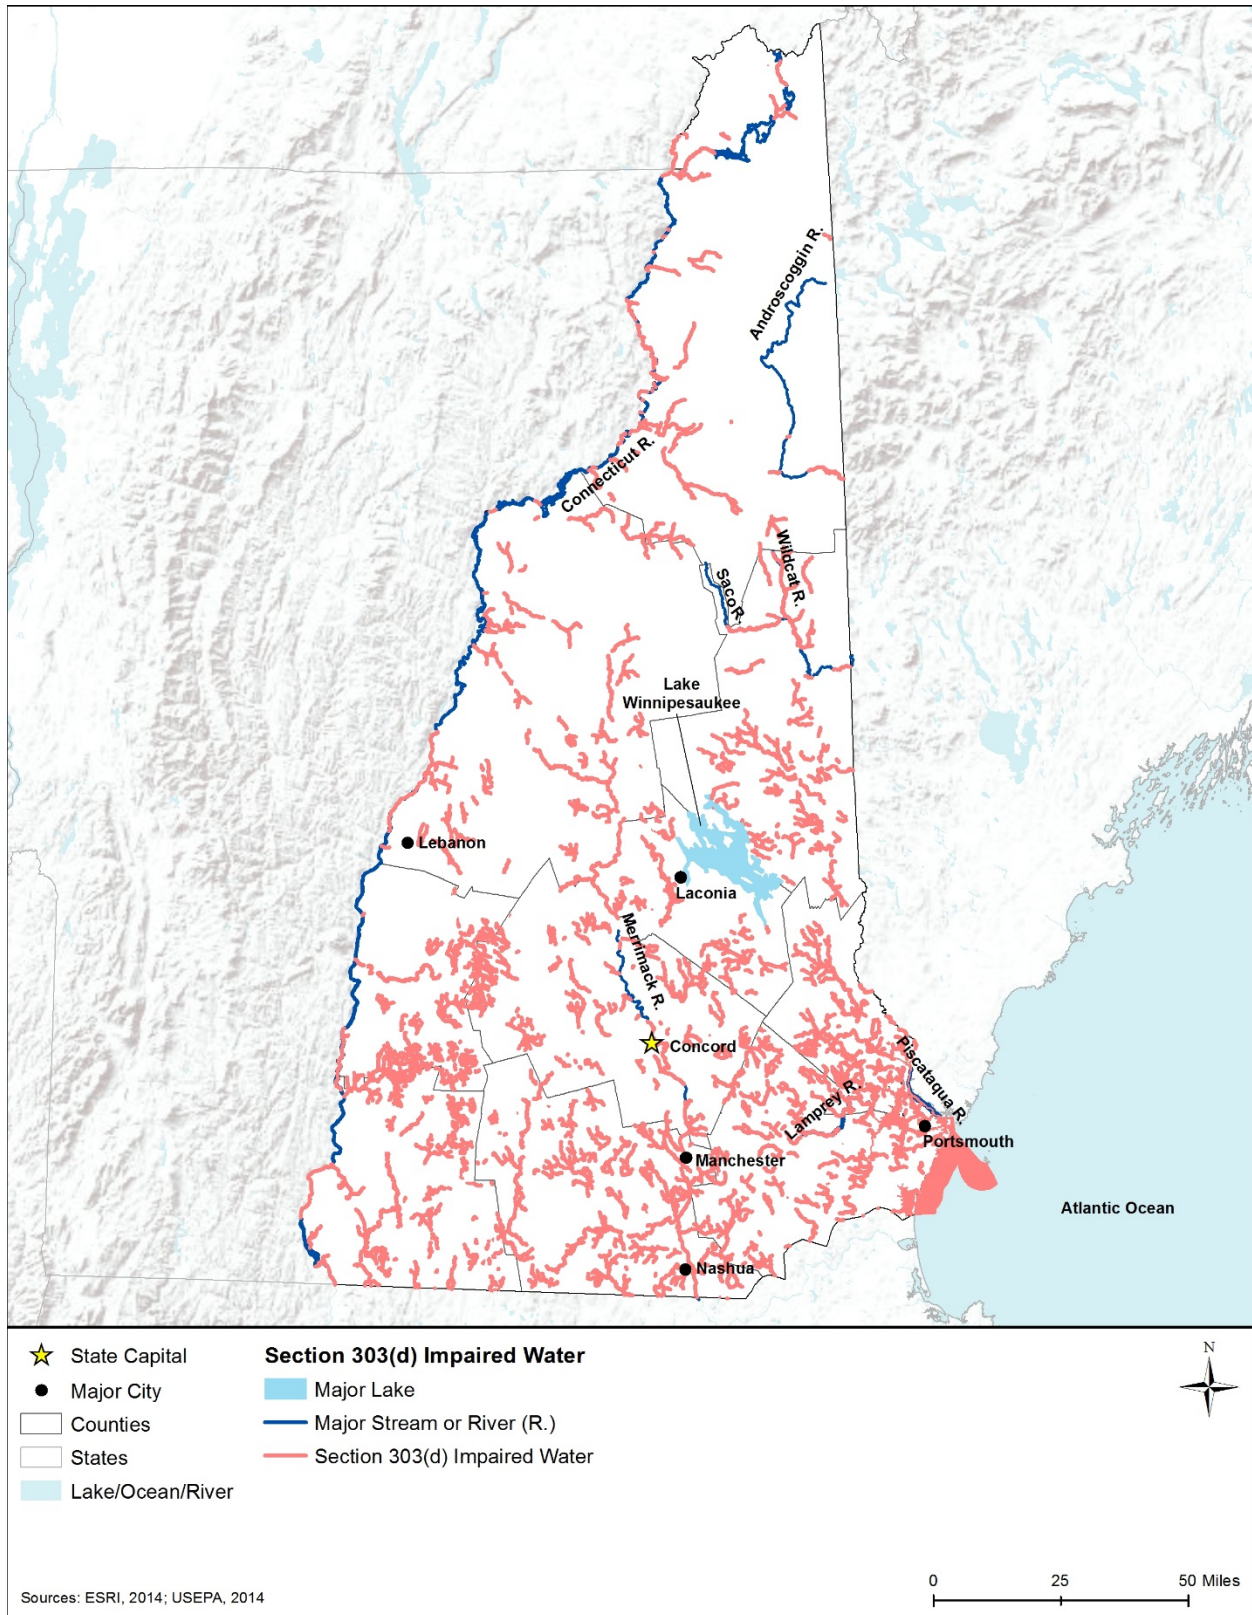 Androscoggin R.
Connecticut R.
Wildcat R.
Saco R.
Lake
Winnipesaukee
Lebanon
Laconia
Merrimack R.
Concord
Piscataqua R.
Lamprey R.
Portsmouth
Manchester
Atlantic Ocean
Nashua
State Capital
Major City
Counties
States
Lake/Ocean/River
Section 303(d) Impaired Water
Major Lake
Major Stream or River (R.)
Section 303(d) Impaired Water
N
Sources: ESRI, 2014; USEPA, 2014
0 25 50 Miles